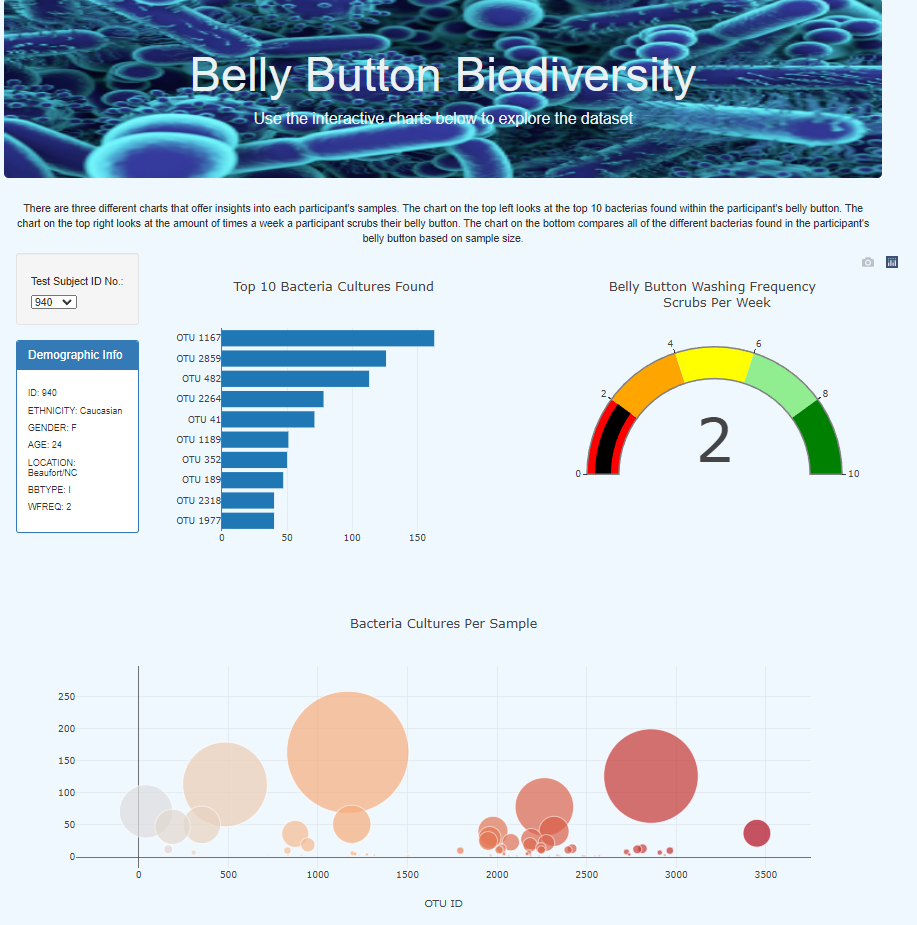 Belly Button Biodiversity
Use the interactive charts below to explore the dataset
There are three different charts that offer insights into each participant's samples. The chart on the top left looks at the top 10 bacterias found within the participant's belly button. The
chart on the top right looks at the amount of times a week a participant scrubs their belly button. The chart on the bottom compares all of the different bacterias found in the participant's
belly button based on sample size.
Test Subject ID No.:
940
Demographic Info
ID: 940
ETHNICITY: Caucasian
GENDER: F
AGE: 24
LOCATION:
Beaufort/NC
BBTYPE: I
WFREQ: 2
Top 10 Bacteria Cultures Found
OTU 1167
OTU 2859
OTU 482
OTU 2264
OTU 41
OTU 1189
OTU 352
OTU 189
OTU 2318
OTU 1977
0 50 100 150
Belly Button Washing Frequency
Scrubs Per Week
0 2 4 6 8 10
2
Bacteria Cultures Per Sample
250
200
150
100
50
0
0 500 1000 1500 2000 2500 3000 3500
OTU ID